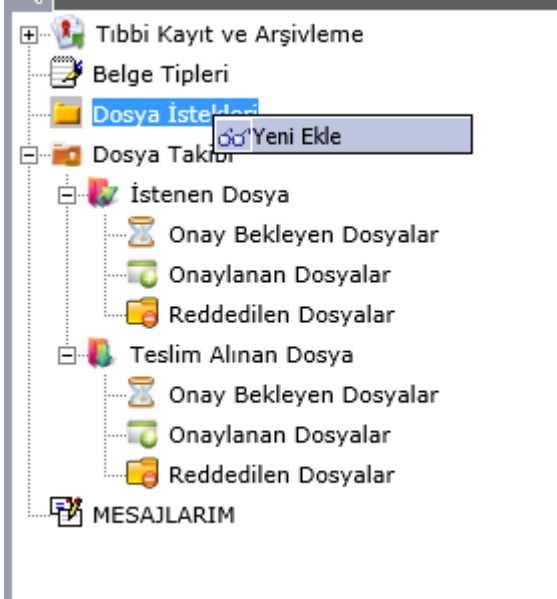 Tıbbi Kayıt ve Arşivleme
Belge Tipleri
Dosya İstekleri
Yeni Ekle
Dosya Takibi
İstenen Dosya
Onay Bekleyen Dosyalar
Onaylanan Dosyalar
Reddedilen Dosyalar
Teslim Alınan Dosya
Onay Bekleyen Dosyalar
Onaylanan Dosyalar
Reddedilen Dosyalar
MESAJLARIM